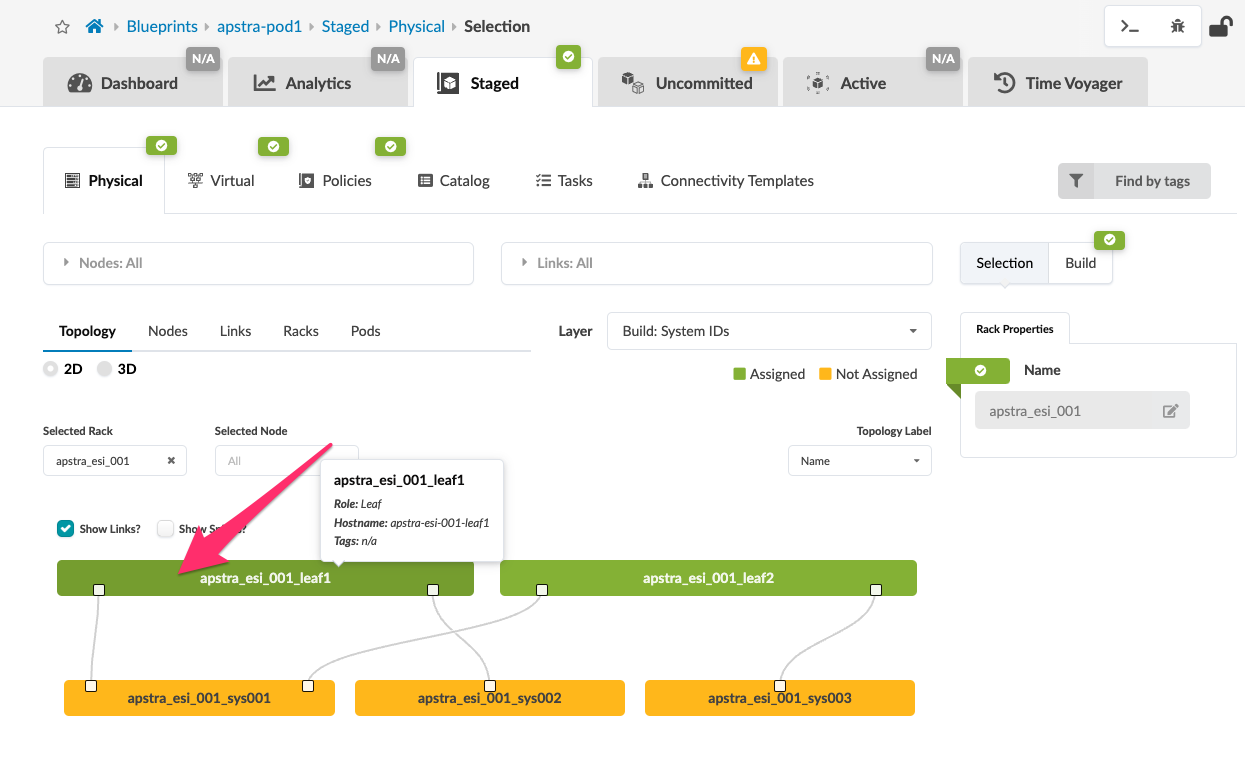 Blueprints apstra-pod1 Staged Physical Selection
N/A N/A N/A
Dashboard Analytics Staged Uncommitted Active Time Voyager
Physical Virtual Policies Catalog Tasks Connectivity Templates Find by tags
Nodes: All Links: All Selection Build
Topology Nodes Links Racks Pods Layer Build: System IDs Rack Properties
2D 3D Assigned Not Assigned Name
apstra_esi_001
Selected Rack Selected Node Topology Label
apstra_esi_001 All Name
apstra_esi_001_leaf1
Role: Leaf
Hostname: apstra-esi-001-leaf1
Tags: n/a
Show Links? Show
apstra_esi_001_leaf1 apstra_esi_001_leaf2
apstra_esi_001_sys001 apstra_esi_001_sys002 apstra_esi_001_sys003